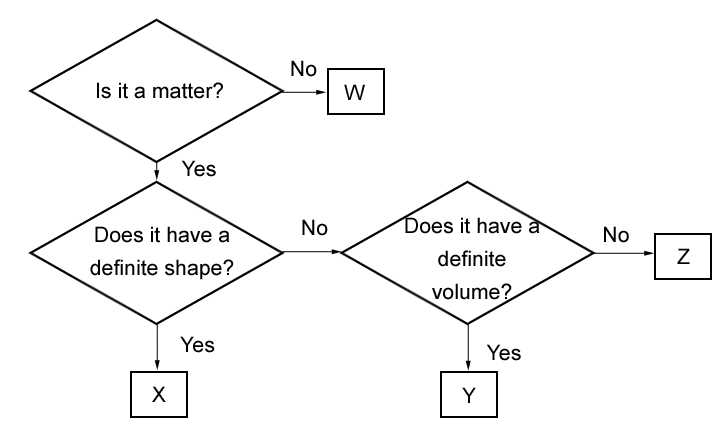 Is it a matter?
No
W
Yes
Does it have a
definite shape?
No
Does it have a
definite
volume?
No
Z
Yes
X
Yes
Y